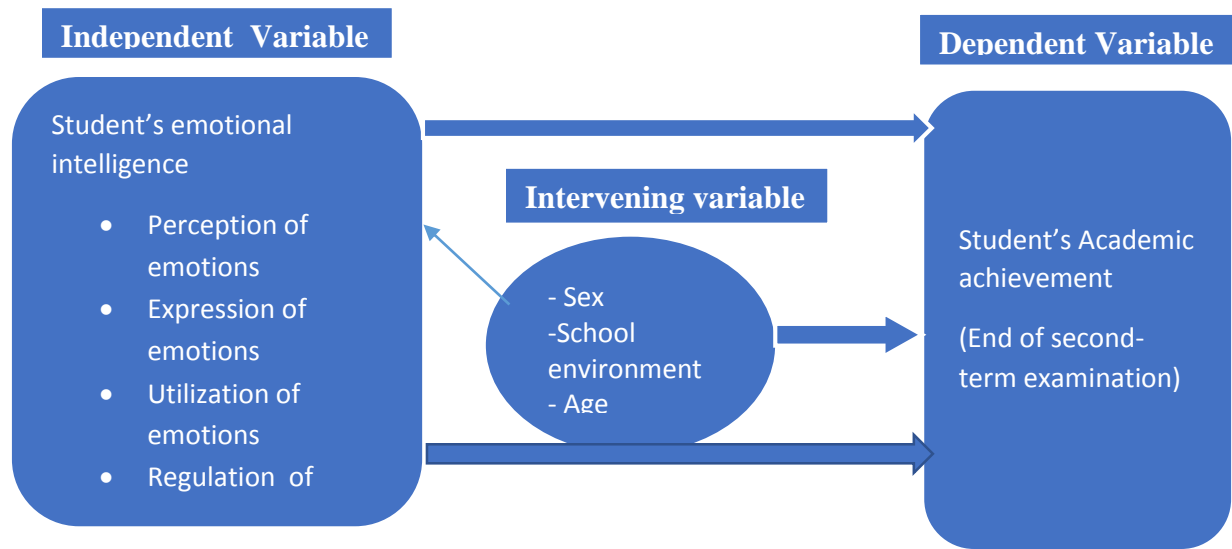 Independent Variable
Dependent Variable
Student’s emotional
intelligence
● Perception of
emotions
● Expression of
emotions
● Utilization of
emotions
● Regulation of
Intervening variable
- Sex
-School
environment
- Age
Student’s Academic
achievement
(End of second-
term examination)